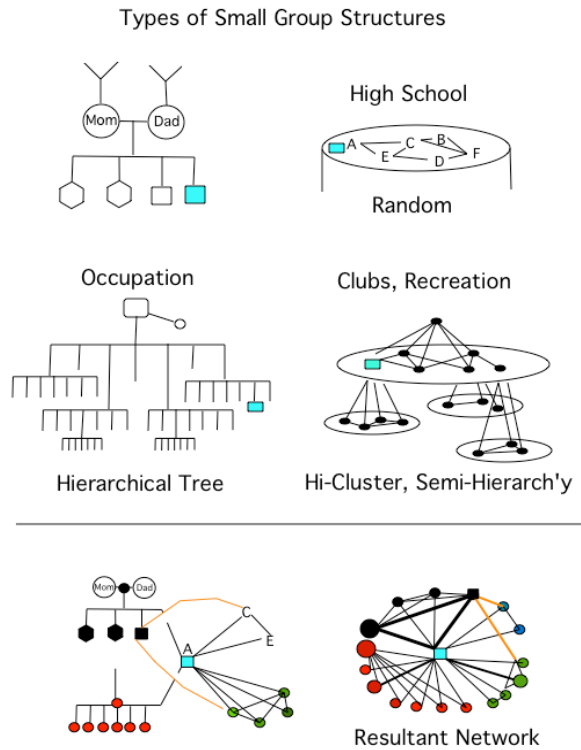 Types of Small Group Structures
Mom Dad
High School
A C B
E D F
Random
Occupation
Clubs, Recreation
Hierarchical Tree
Hi-Cluster, Semi-Hierarch'y
Mom Dad
C
E
A
Resultant Network